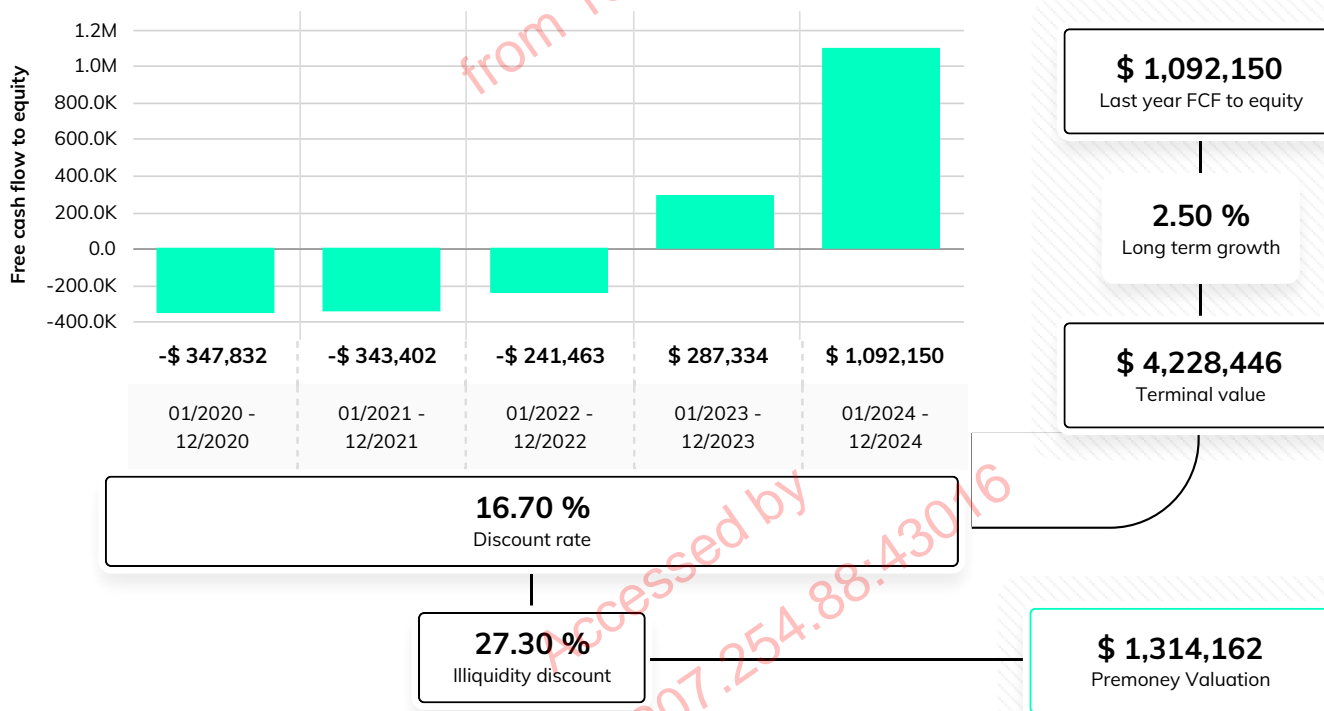 Free cash flow to equity
1.2M
1.0M
800.0K
600.0K
400.0K
200.0K
0.0
-200.0K
-400.0K
-$ 347,832
-$ 343,402
-$ 241,463
$ 287,334
$ 1,092,150
01/2020 -
12/2020
01/2021 -
12/2021
01/2022 -
12/2022
01/2023 -
12/2023
01/2024 -
12/2024
16.70 %
Discount rate
27.30 %
Illiquidity discount
$ 1,092,150
Last year FCF to equity
2.50 %
Long term growth
$ 4,228,446
Terminal value
$ 1,314,162
Premoney Valuation
Accessed by
from
07.254.88:43016